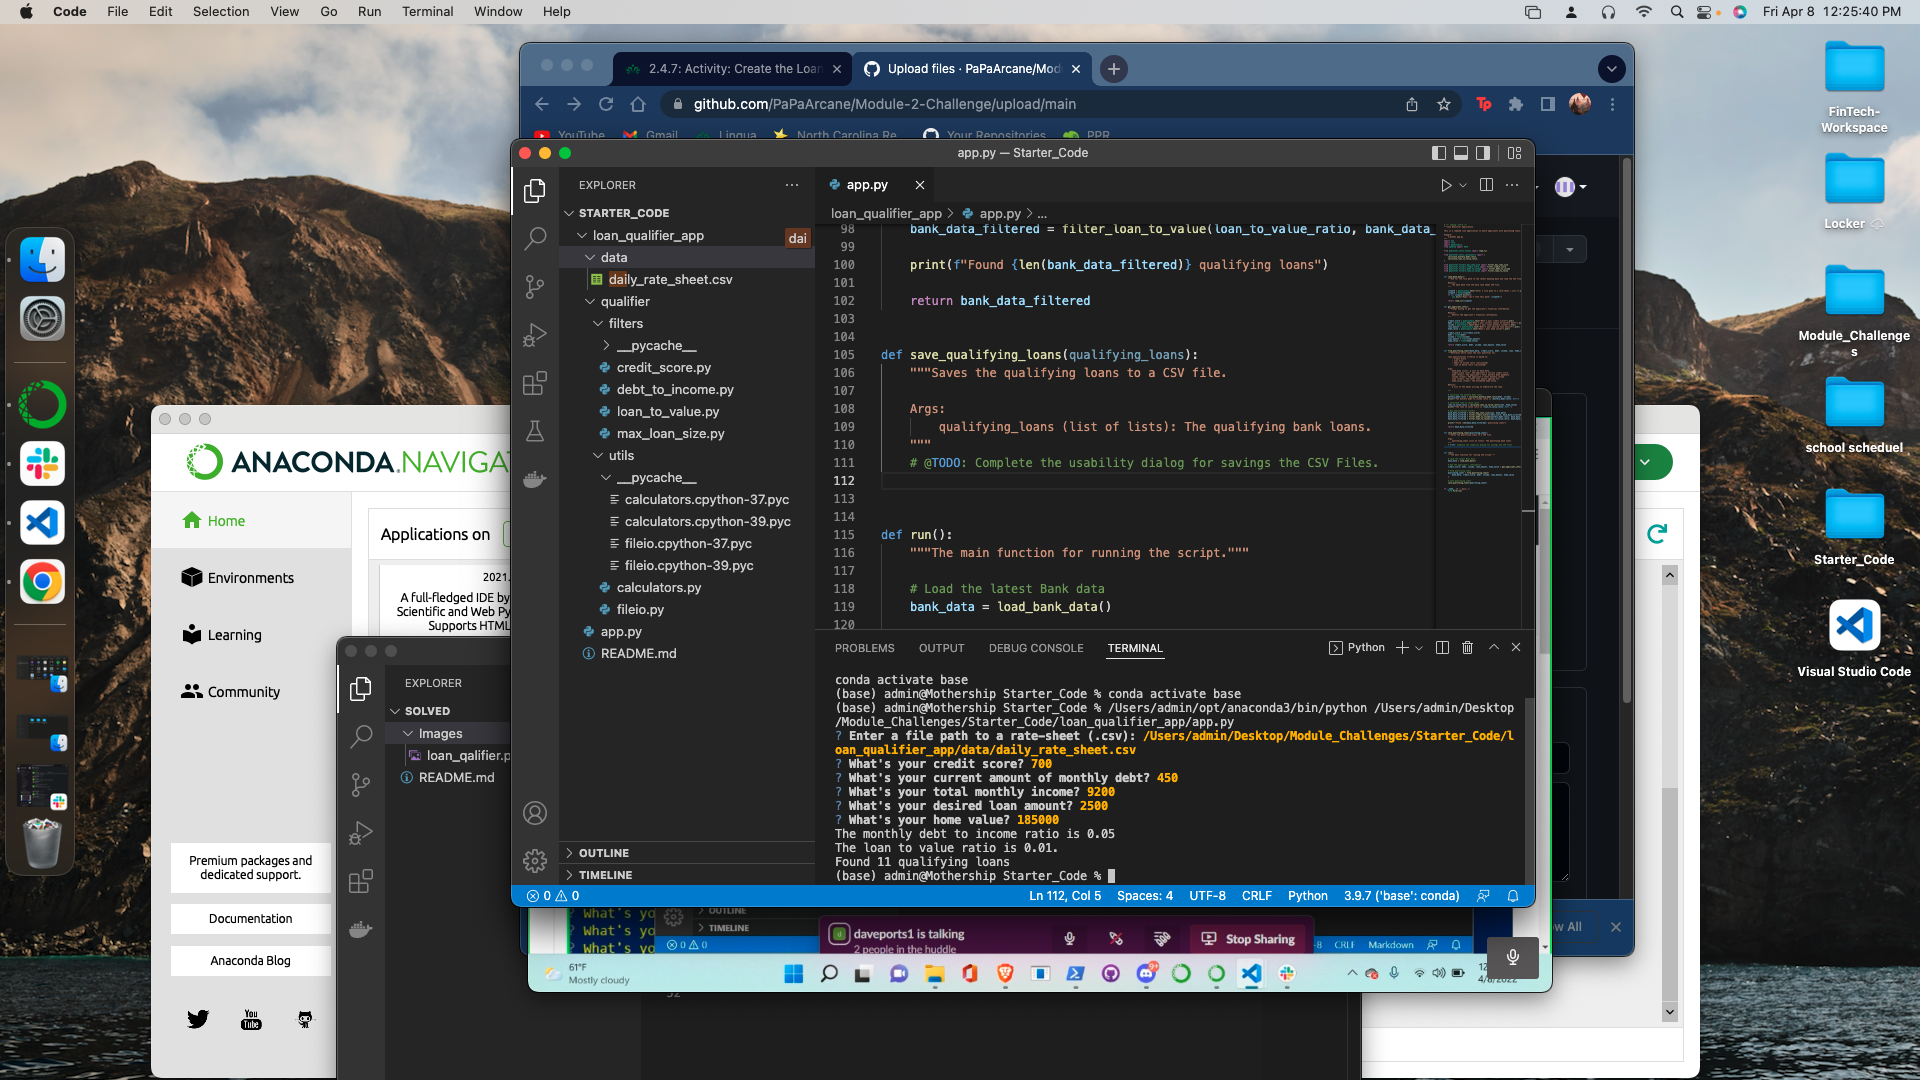 Code File Edit Selection View Go Run Terminal Window Help
Fri Apr 8 12:25:40 PM
2.4.7: Activity: Create the Loan
Upload files · PaPaArcane/Mod
github.com/PaPaArcane/Module-2-Challenge/upload/main
YouTube Gmail Lingua North Carolina Re Your Repositories PPR
app.py — Starter_Code
EXPLORER
STARTER_CODE
loan_qualifier_app
dai
data
daily_rate_sheet.csv
qualifier
filters
__pycache__
credit_score.py
debt_to_income.py
loan_to_value.py
max_loan_size.py
utils
__pycache__
calculators.cpython-37.pyc
calculators.cpython-39.pyc
fileio.cpython-37.pyc
fileio.cpython-39.pyc
calculators.py
fileio.py
app.py
README.md
OUTLINE
TIMELINE
app.py
loan_qualifier_app > app.py > ...
98 bank_data_filtered = filter_loan_to_value(loan_to_value_ratio, bank_data_
99
100 print(f"Found {len(bank_data_filtered)} qualifying loans")
101
102 return bank_data_filtered
103
104
105 def save_qualifying_loans(qualifying_loans):
106 """Saves the qualifying loans to a CSV file.
107
108 Args:
109 qualifying_loans (list of lists): The qualifying bank loans.
110 """
111 # @TODO: Complete the usability dialog for savings the CSV Files.
112
113
114
115 def run():
116 """The main function for running the script."""
117
118 # Load the latest Bank data
119 bank_data = load_bank_data()
120
PROBLEMS OUTPUT DEBUG CONSOLE TERMINAL
Python
conda activate base
(base) admin@Mothership Starter_Code % conda activate base
(base) admin@Mothership Starter_Code % /Users/admin/opt/anaconda3/bin/python /Users/admin/Desktop
/Module_Challenges/Starter_Code/loan_qualifier_app/app.py
? Enter a file path to a rate-sheet (.csv): /Users/admin/Desktop/Module_Challenges/Starter_Code/l
oan_qualifier_app/data/daily_rate_sheet.csv
? What's your credit score? 700
? What's your current amount of monthly debt? 450
? What's your total monthly income? 9200
? What's your desired loan amount? 2500
? What's your home value? 185000
The monthly debt to income ratio is 0.05
The loan to value ratio is 0.01.
Found 11 qualifying loans
(base) admin@Mothership Starter_Code %
0 0
Ln 112, Col 5 Spaces: 4 UTF-8 CRLF Python 3.9.7 ('base': conda)
ANACONDA.NAVIGA
Home
Environments
Learning
Community
Applications on
2021.
A full-fledged IDE by
Scientific and Web Py
Supports HTML
Premium packages and
dedicated support.
Documentation
Anaconda Blog
You
Tube
EXPLORER
SOLVED
Images
loan_qalifier.p
README.md
What's yo
What's yo
What's yo
OUTLINE
TIMELINE
0 0
daveports1 is talking
2 people in the huddle
Stop Sharing
-8 CRLF Markdown
w All
61°F
Mostly cloudy
9+
52
FinTech-
Workspace
Locker
Module_Challenge
s
school scheduel
Starter_Code
Visual Studio Code